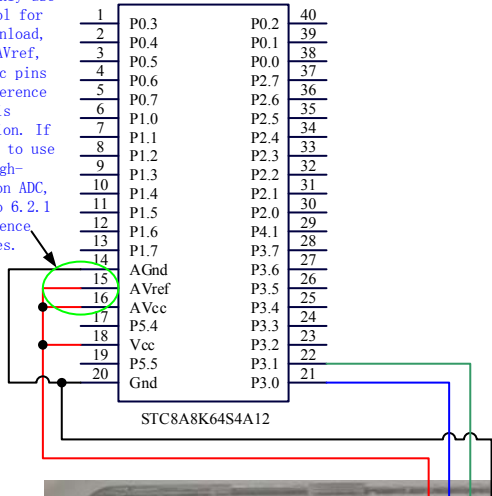 ol for
nload,
AVref,
c pins
erence
is
on. If
to use
gh-
on ADC,
o 6.2.1
ence
es.
1 P0.3 P0.2 40
2 P0.4 P0.1 39
3 P0.5 P0.0 38
4 P0.6 P2.7 37
5 P0.7 P2.6 36
6 P1.0 P2.5 35
7 P1.1 P2.4 34
8 P1.2 P2.3 33
9 P1.3 P2.2 32
10 P1.4 P2.1 31
11 P1.5 P2.0 30
12 P1.6 P4.1 29
13 P1.7 P3.7 28
14 AGnd P3.6 27
15 AVref P3.5 26
16 AVcc P3.4 25
17 P5.4 P3.3 24
18 Vcc P3.2 23
19 P5.5 P3.1 22
20 Gnd P3.0 21
STC8A8K64S4A12